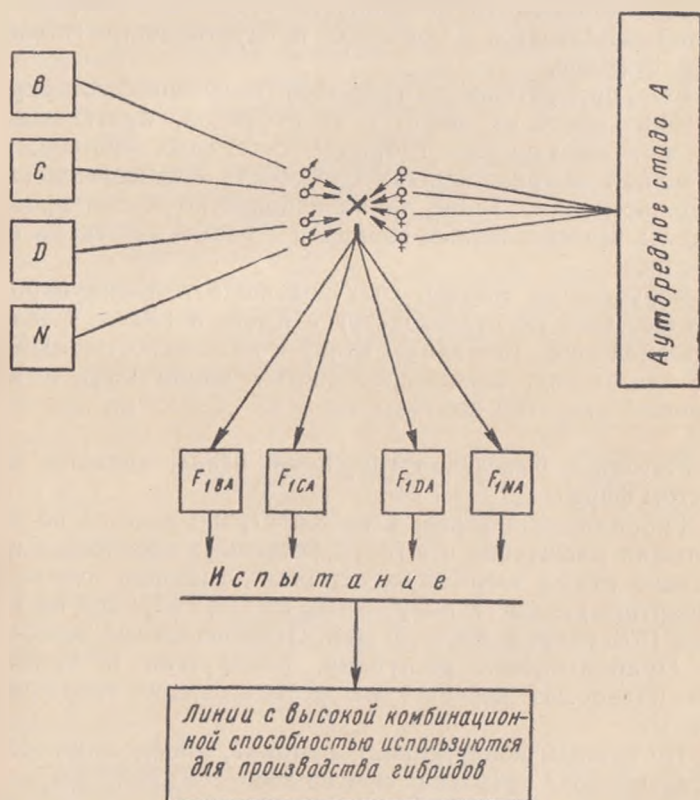 B
C
D
N
Аутбредное стадо А
F1BA
F1CA
F1DA
F1NA
Испытание
Линии с высокой комбинацион-
ной способностью используются
для производства гибридов